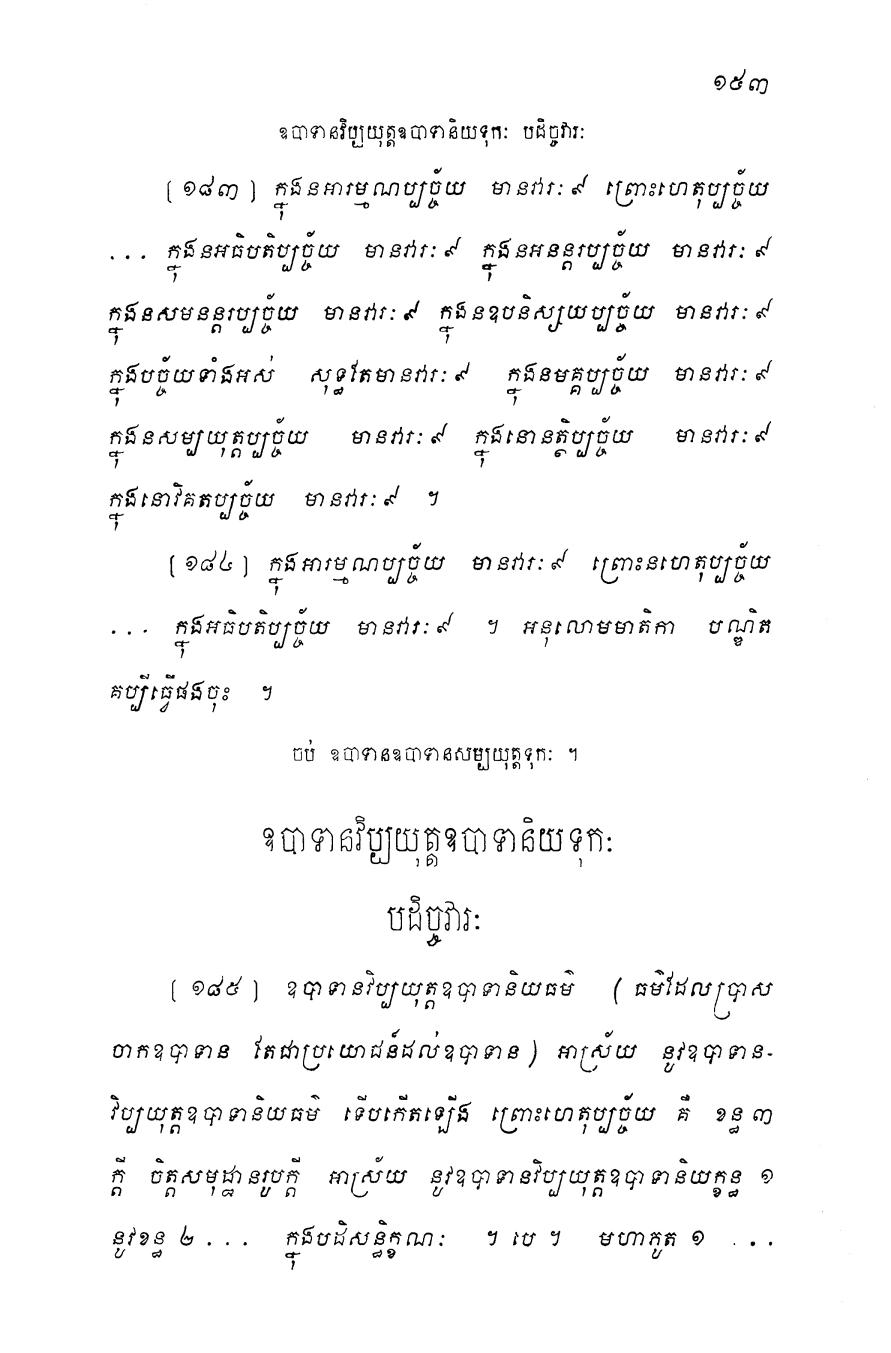 ១៥៣
ឧបាទានវិប្បយុត្តឧបាទានិយទុកៈ បដិច្ចវារៈ
[ ១៨៣ ] ក្នុងនអារម្មណប្បច្ច័យ មានវារៈ ៩ ព្រោះហេតុប្បច្ច័យ
... ក្នុងនអធិបតិប្បច្ច័យ មានវារៈ ៩ ក្នុងនអនន្តរប្បច្ច័យ មានវារៈ ៩
ក្នុងនសមនន្តរប្បច្ច័យ មានវារៈ ៩ ក្នុងនឧបនិស្សយប្បច្ច័យ មានវារៈ ៩
ក្នុងបច្ច័យទាំងអស់ សុទ្ធតែមានវារៈ ៩ ក្នុងនមគ្គប្បច្ច័យ មានវារៈ ៩
ក្នុងនសម្បយុត្តប្បច្ច័យ មានវារៈ ៩ ក្នុងនោនត្ថិប្បច្ច័យ មានវារៈ ៩
ក្នុងនោវិគតប្បច្ច័យ មានវារៈ ៩ ។
[ ១៨៤ ] ក្នុងអារម្មណប្បច្ច័យ មានវារៈ ៩ ព្រោះនហេតុប្បច្ច័យ
... ក្នុងអធិបតិប្បច្ច័យ មានវារៈ ៩ ។ អនុលោមមាតិកា បណ្ឌិត
គប្បីធ្វើផងចុះ ។
ចប់ ឧបាទានឧបាទានសម្បយុត្តទុកៈ ។
ឧបាទានវិប្បយុត្តឧបាទានិយទុកៈ
បដិច្ចវារៈ
[ ១៨៥ ] ឧបាទានវិប្បយុត្តឧបាទានិយធម៌ ( ធម៌ដែលប្រាស
ចាកឧបាទាន តែជាប្រយោជន៍ដល់ឧបាទាន ) អាស្រ័យ នូវឧបាទាន-
វិប្បយុត្តឧបាទានិយធម៌ ទើបកើតឡើង ព្រោះហេតុប្បច្ច័យ គឺ ខន្ធ ៣
ក្តី ចិត្តសមុដ្ឋានរូបក្តី អាស្រ័យ នូវឧបាទានវិប្បយុត្តឧបាទានិយក្ខន្ធ ១
នូវខន្ធ ២ ... ក្នុងបដិសន្ធិក្ខណៈ ។ បេ ។ មហាភូត ១ ...